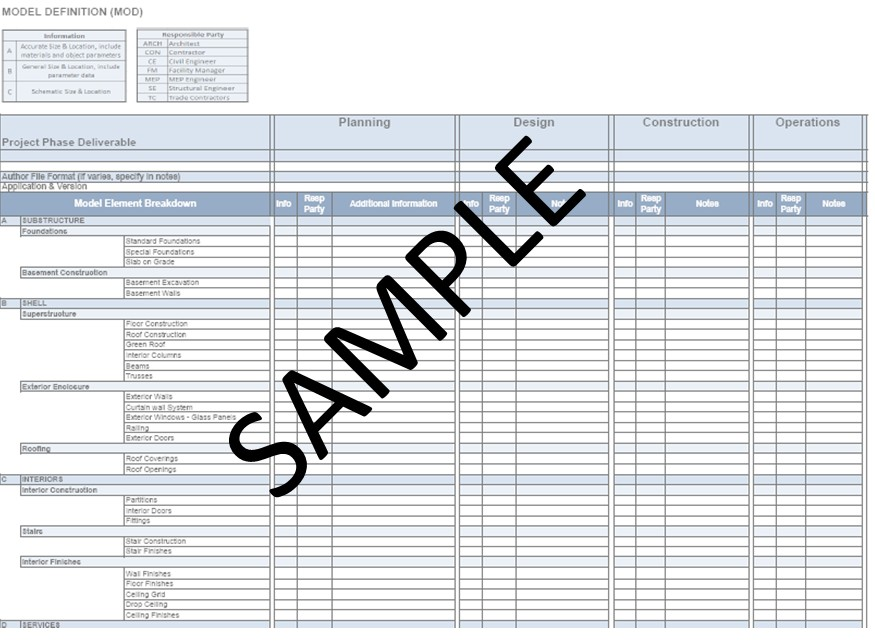 MODEL DEFINITION (MOD)
Information
A Accurate Size & Location, include materials and object parameters
B General Size & Location, include parameter data
C Schematic Size & Location
Responsible Party
ARCH Architect
CON Contractor
CE Civil Engineer
FM Facility Manager
MEP MEP Engineer
SE Structural Engineer
TC Trade Contractors
Planning Design Construction Operations
Project Phase Deliverable
Author File Format (if varies, specify in notes)
Application & Version
Model Element Breakdown Info Resp Party Additional Information Info Resp Party Notes Info Resp Party Notes Info Resp Party Notes
A SUBSTRUCTURE
Foundations
Standard Foundations
Special Foundations
Slab on Grade
Basement Construction
Basement Excavation
Basement Walls
B SHELL
Superstructure
Floor Construction
Roof Construction
Green Roof
Interior Columns
Beams
Trusses
Exterior Enclosure
Exterior Walls
Curtain wall System
Exterior Windows - Glass Panels
Railing
Exterior Doors
Roofing
Roof Coverings
Roof Openings
C INTERIORS
Interior Construction
Partitions
Interior Doors
Fittings
Stairs
Stair Construction
Stair Finishes
Interior Finishes
Wall Finishes
Floor Finishes
Ceiling Grid
Drop Ceiling
Ceiling Finishes
D SERVICES
SAMPLE